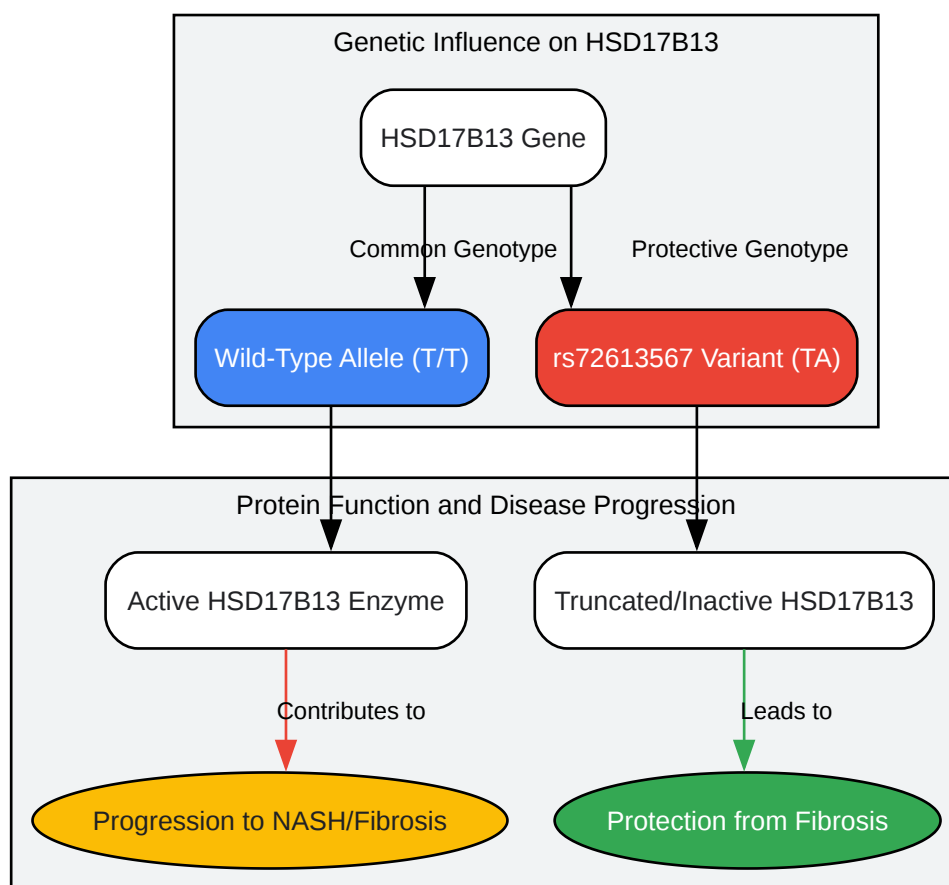 Genetic Influence on HSD17B13
HSD17B13 Gene
Common Genotype
Protective Genotype
Wild-Type Allele (T/T)
rs72613567 Variant (TA)
Protein Function and Disease Progression
Active HSD17B13 Enzyme
Truncated/Inactive HSD17B13
Contributes to
Leads to
Progression to NASH/Fibrosis
Protection from Fibrosis